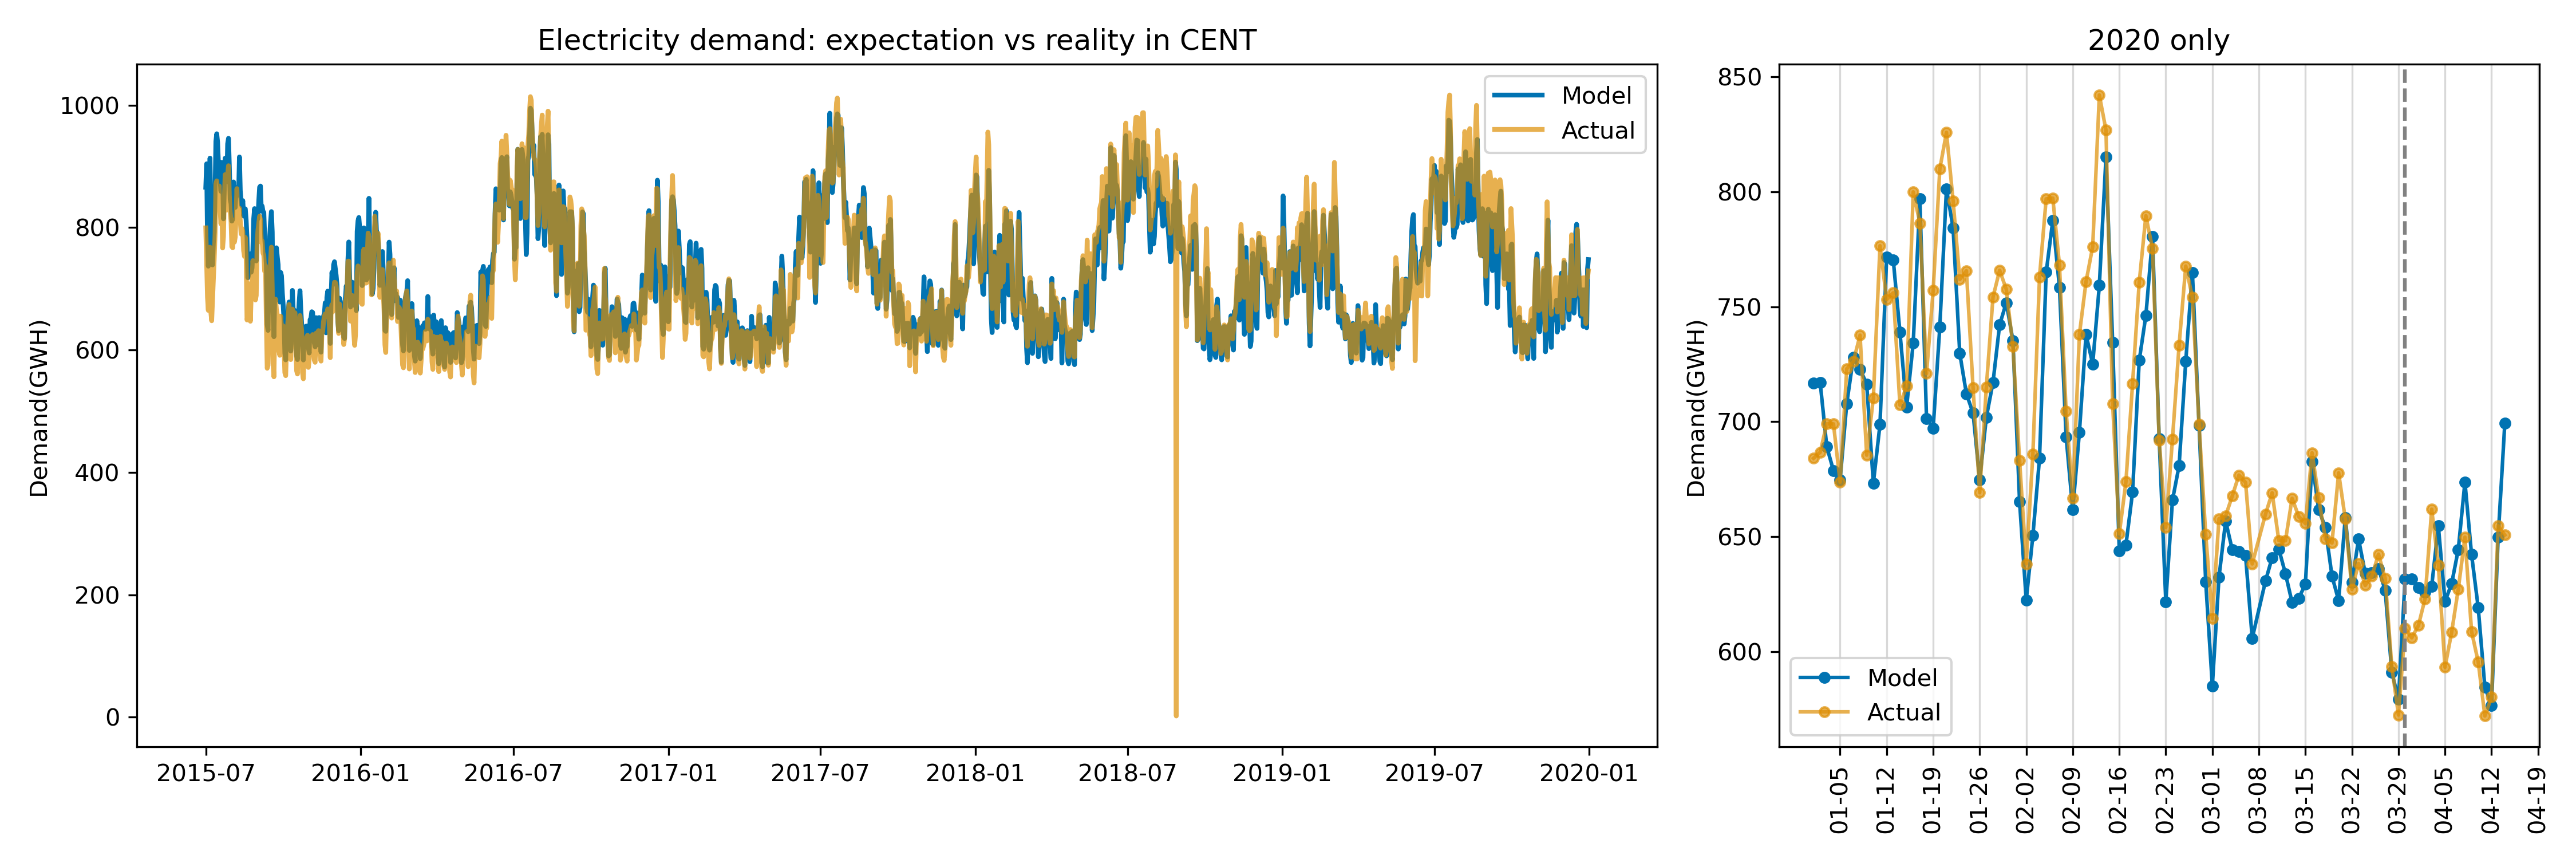 Electricity demand: expectation vs reality in CENT
Demand(GWH)
1000
800
600
400
200
0
2015-07 2016-01 2016-07 2017-01 2017-07 2018-01 2018-07 2019-01 2019-07 2020-01
Model
Actual
2020 only
Demand(GWH)
850
800
750
700
650
600
Model
Actual
01-05 01-12 01-19 01-26 02-02 02-09 02-16 02-23 03-01 03-08 03-15 03-22 03-29 04-05 04-12 04-19